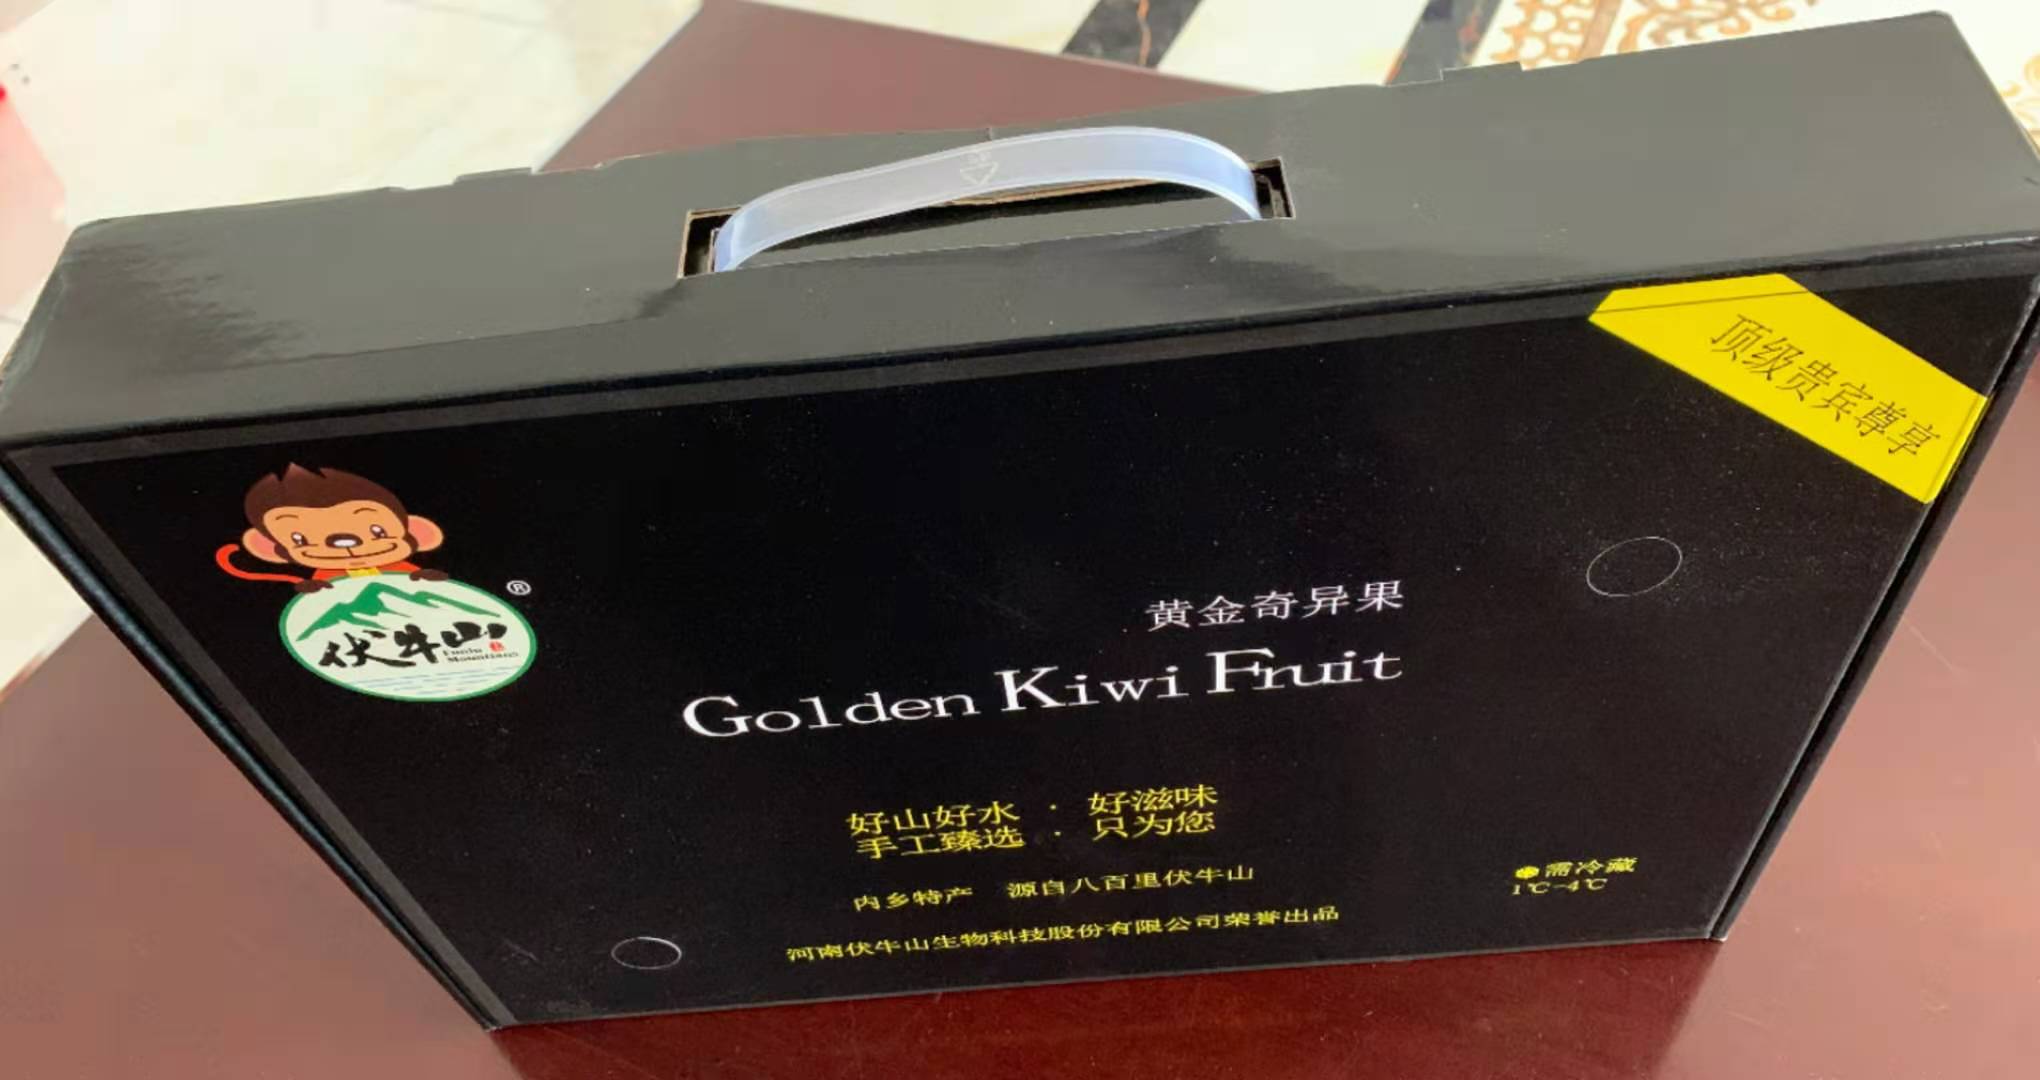 顶级贵宾尊享
®
伏牛山
Funiu
Mountians
黄金奇异果
Golden Kiwi Fruit
好山好水 · 好滋味
手工臻选 · 只为您
内乡特产 源自八百里伏牛山
需冷藏
1℃-4℃
河南伏牛山生物科技股份有限公司荣誉出品